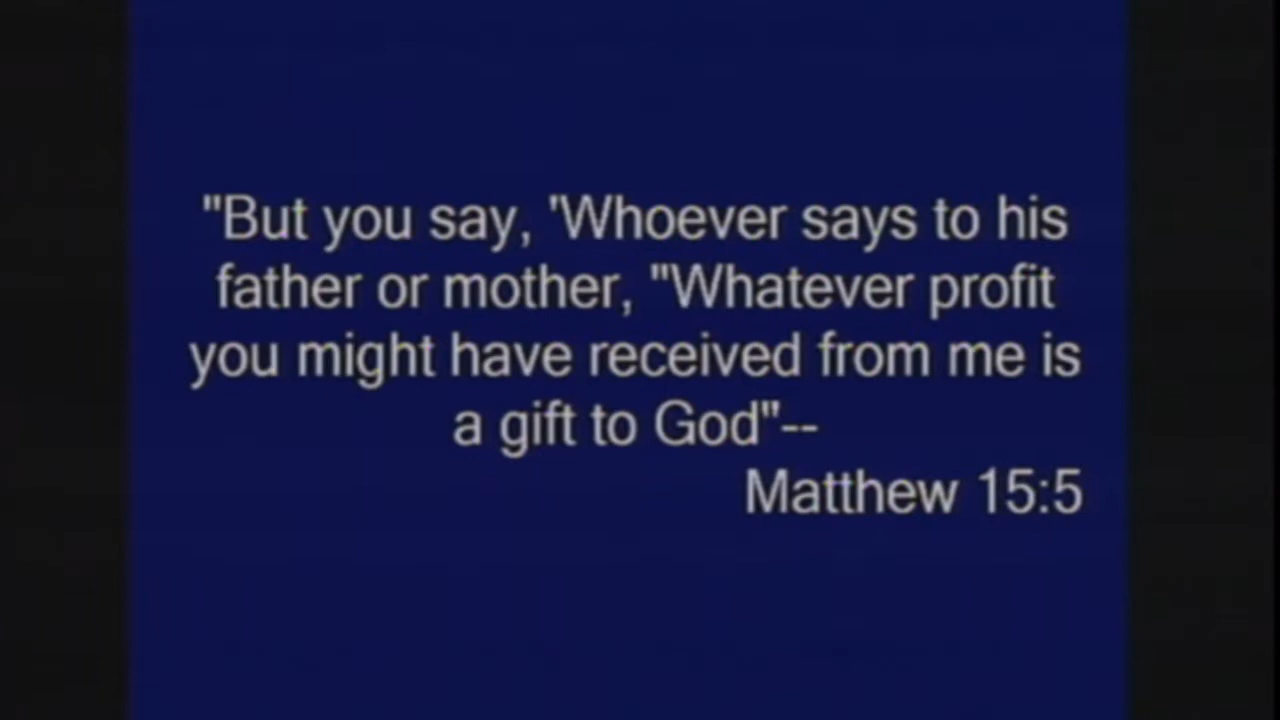 "But you say, 'Whoever says to his
father or mother, "Whatever profit
you might have received from me is
a gift to God"--
Matthew 15:5